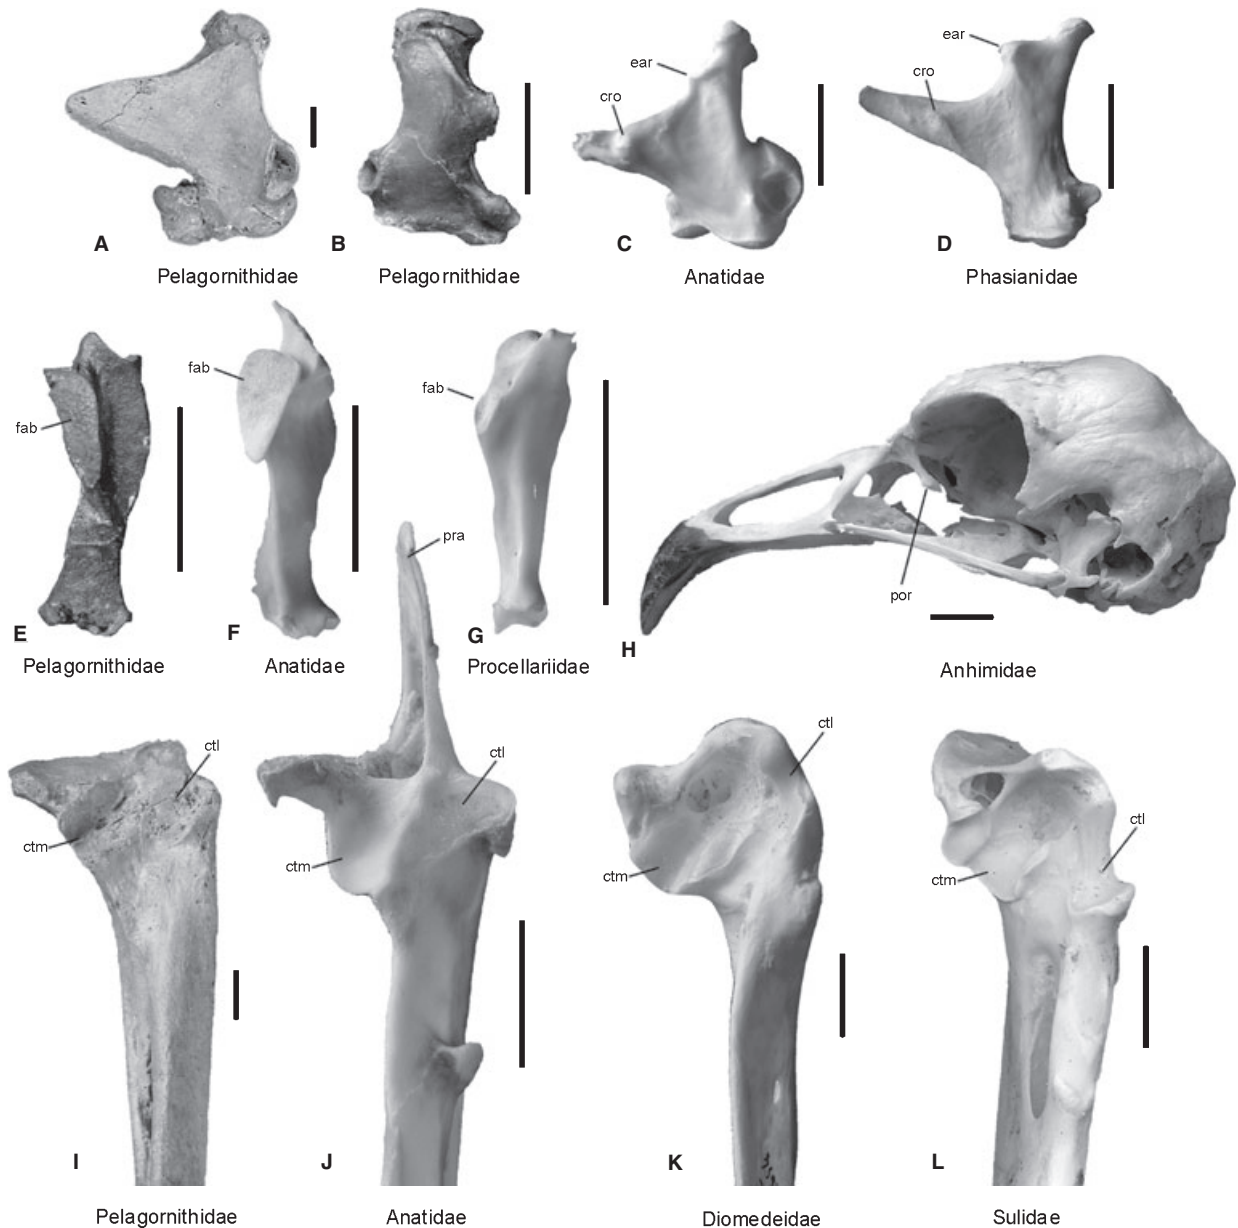 ear
cro
ear
cro
A
B
C
D
Pelagornithidae
Pelagornithidae
Anatidae
Phasianidae
fab
fab
fab
pra
por
E
F
G
H
Pelagornithidae
Anatidae
Procellariidae
Anhimidae
ctl
ctm
ctl
ctm
ctl
ctm
ctl
ctm
I
J
K
L
Pelagornithidae
Anatidae
Diomedeidae
Sulidae